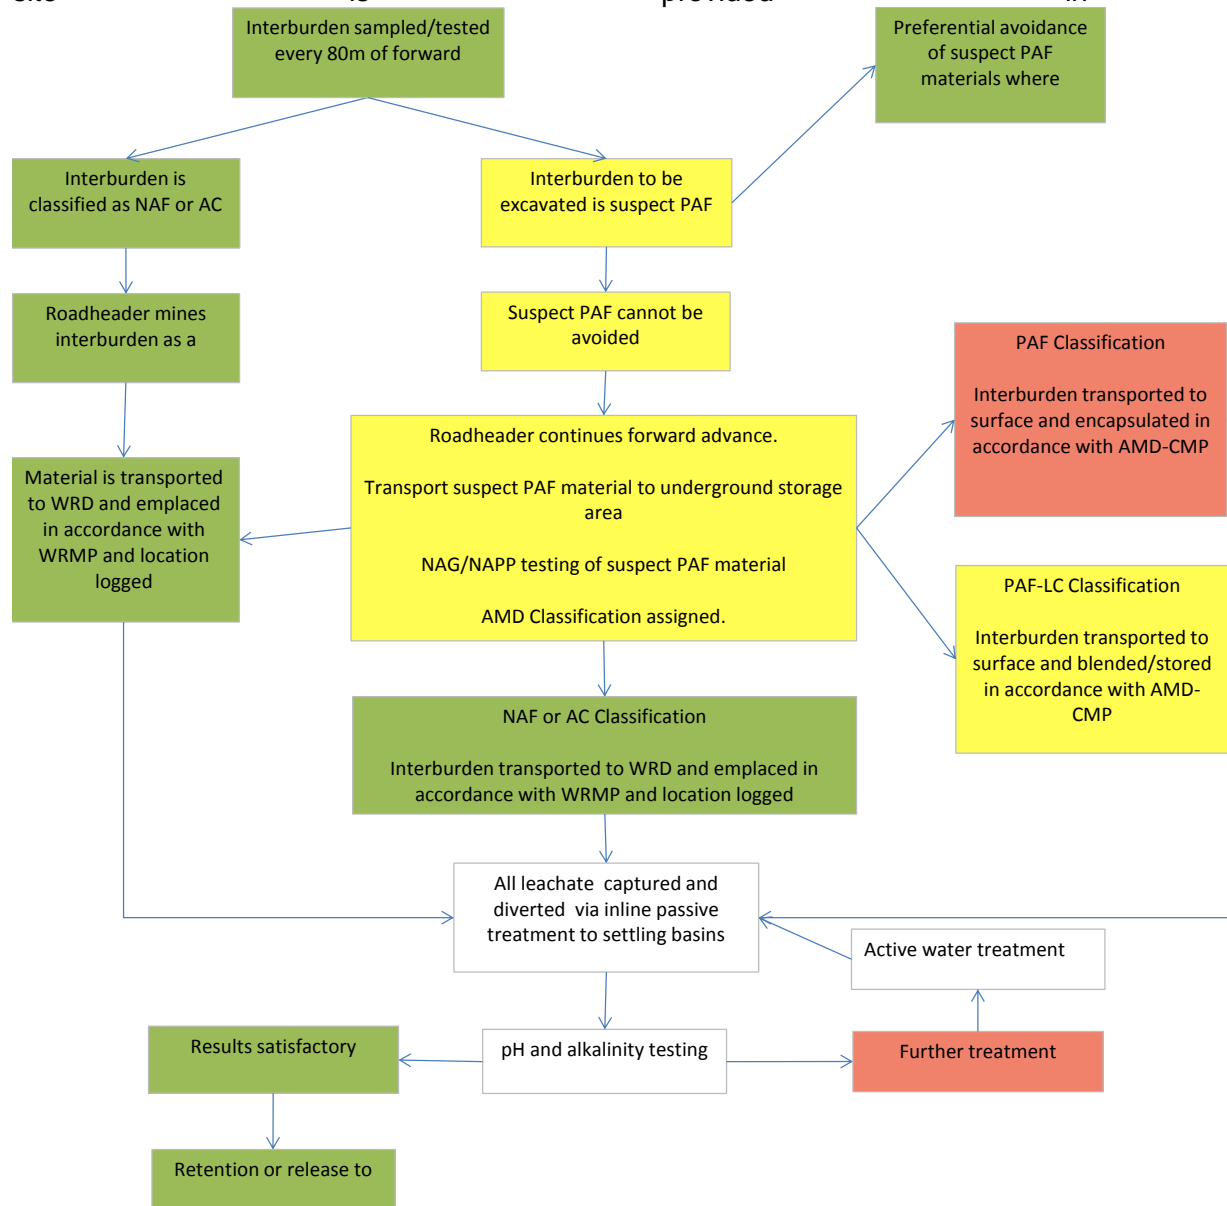 site is provided in
Interburden sampled/tested
every 80m of forward
Preferential avoidance
of suspect PAF
materials where
Interburden is
classified as NAF or AC
Interburden to be
excavated is suspect PAF
Roadheader mines
interburden as a
Suspect PAF cannot be
avoided
PAF Classification
Interburden transported to
surface and encapsulated in
accordance with AMD-CMP
Material is transported
to WRD and emplaced
in accordance with
WRMP and location
logged
Roadheader continues forward advance.
Transport suspect PAF material to underground storage
area
NAG/NAPP testing of suspect PAF material
AMD Classification assigned.
PAF-LC Classification
Interburden transported to
surface and blended/stored
in accordance with AMD-
CMP
NAF or AC Classification
Interburden transported to WRD and emplaced in
accordance with WRMP and location logged
All leachate captured and
diverted via inline passive
treatment to settling basins
Active water treatment
Results satisfactory
pH and alkalinity testing
Further treatment
Retention or release to